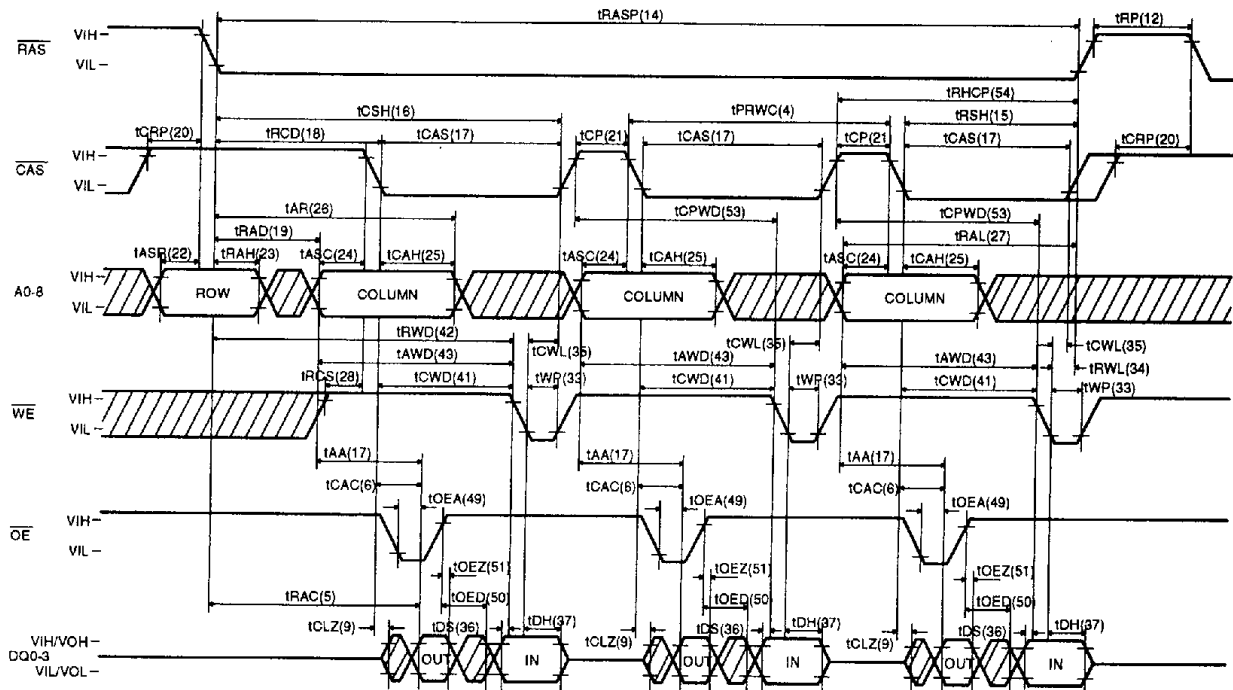 tRASP(14) tRP(12)
VIH
RAS
VIL
tRHCP(54)
tCSH(16) tPRWC(4) tRSH(15)
tCRP(20) tRCD(18) tCAS(17) tCP(21) tCAS(17) tCP(21) tCAS(17) tCRP(20)
VIH
CAS
VIL
tAR(26) tCPWD(53) tCPWD(53)
tRAD(19) tRAL(27)
tASR(22) tRAH(23) tASC(24) tCAH(25) tASC(24) tCAH(25) tASC(24) tCAH(25)
VIH
A0-8 ROW COLUMN COLUMN COLUMN
VIL
tRWD(42) tCWL(35) tCWL(35) tCWL(35)
tAWD(43) tAWD(43) tAWD(43) tRWL(34)
tRCS(28) tCWD(41) tWP(33) tCWD(41) tWP(33) tCWD(41) tWP(33)
VIH
WE
VIL
tAA(17) tAA(17) tAA(17)
tCAC(6) tOEA(49) tCAC(6) tOEA(49) tCAC(6) tOEA(49)
VIH
OE
VIL
tOEZ(51) tOEZ(51) tOEZ(51)
tRAC(5) tOED(50) tOED(50) tOED(50)
tCLZ(9) tDS(36) tDH(37) tCLZ(9) tDS(36) tDH(37) tCLZ(9) tDS(36) tDH(37)
VIH/VOH
DQ0-3 OUT IN OUT IN OUT IN
VIL/VOL